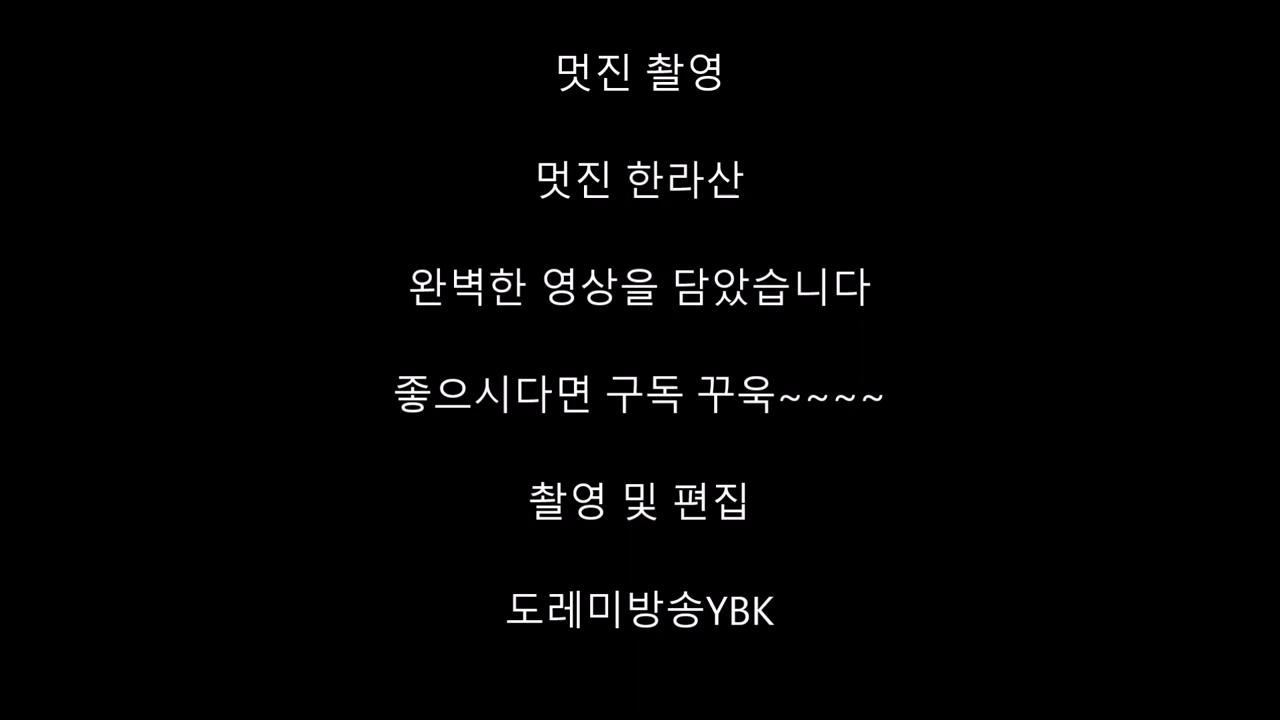 멋진 촬영
멋진 한라산
완벽한 영상을 담았습니다
좋으시다면 구독 꾸욱~~~~
촬영 및 편집
도레미방송YBK